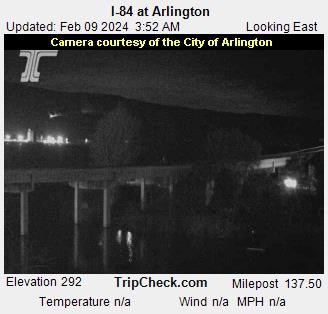 I-84 at Arlington
Updated: Feb 09 2024 3:52 AM Looking East
Camera courtesy of the City of Arlington
Elevation 292 TripCheck.com Milepost 137.50
Temperature n/a Wind n/a MPH n/a